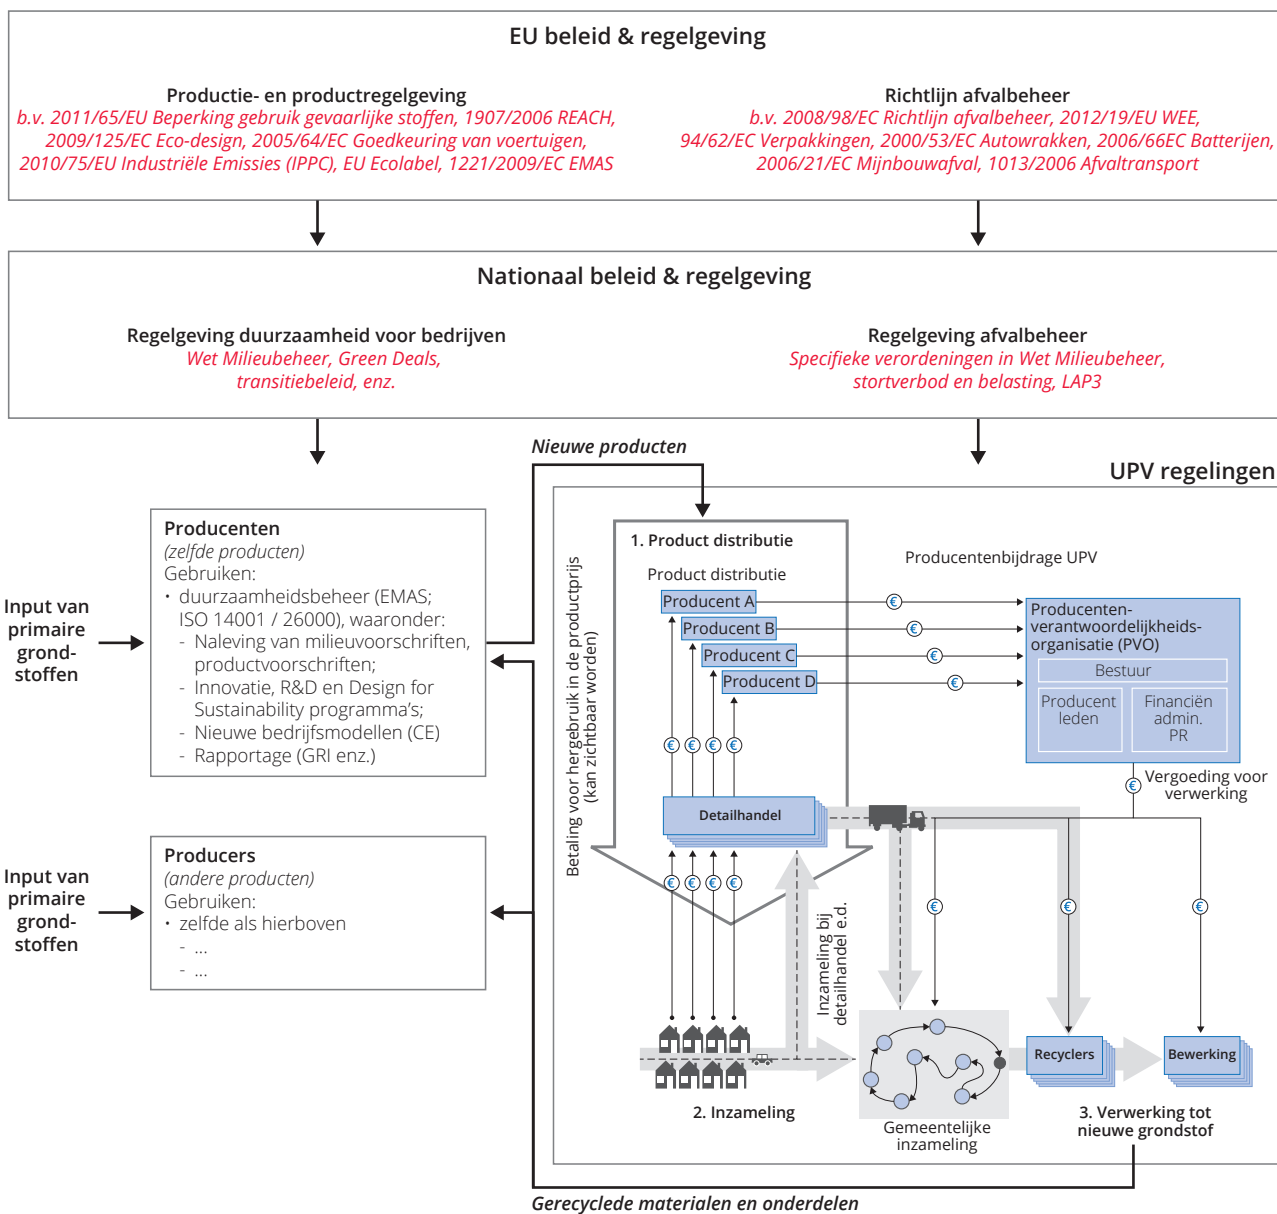 EU beleid & regelgeving
Productie- en productregelgeving
b.v. 2011/65/EU Beperking gebruik gevaarlijke stoffen, 1907/2006 REACH,
2009/125/EC Eco-design, 2005/64/EC Goedkeuring van voertuigen,
2010/75/EU Industriële Emissies (IPPC), EU Ecolabel, 1221/2009/EC EMAS
Richtlijn afvalbeheer
b.v. 2008/98/EC Richtlijn afvalbeheer, 2012/19/EU WEE,
94/62/EC Verpakkingen, 2000/53/EC Autowrakken, 2006/66EC Batterijen,
2006/21/EC Mijnbouwafval, 1013/2006 Afvaltransport
Nationaal beleid & regelgeving
Regelgeving duurzaamheid voor bedrijven
Wet Milieubeheer, Green Deals,
transitiebeleid, enz.
Regelgeving afvalbeheer
Specifieke verordeningen in Wet Milieubeheer,
stortverbod en belasting, LAP3
Nieuwe producten
UPV regelingen
Input van
primaire
grond-
stoffen
Producenten
(zelfde producten)
Gebruiken:
• duurzaamheidsbeheer (EMAS;
ISO 14001 / 26000), waaronder:
- Naleving van milieuvoorschriften,
productvoorschriften;
- Innovatie, R&D en Design for
Sustainability programma's;
- Nieuwe bedrijfsmodellen (CE)
- Rapportage (GRI enz.)
Input van
primaire
grond-
stoffen
Producers
(andere producten)
Gebruiken:
• zelfde als hierboven
- ...
- ...
Betaling voor hergebruik in de productprijs
(kan zichtbaar worden)
1. Product distributie
Product distributie
Producent A
Producent B
Producent C
Producent D
Producentenbijdrage UPV
€
€
€
€
Producenten-
verantwoordelijkheids-
organisatie (PVO)
Bestuur
Producent
leden
Financiën
admin.
PR
€ € € €
€
Vergoeding voor
verwerking
Detailhandel
€ € € €
€
€
€
Inzameling bij
detailhandel e.d.
Recyclers
Bewerking
2. Inzameling
Gemeentelijke
inzameling
3. Verwerking tot
nieuwe grondstof
Gerecyclede materialen en onderdelen